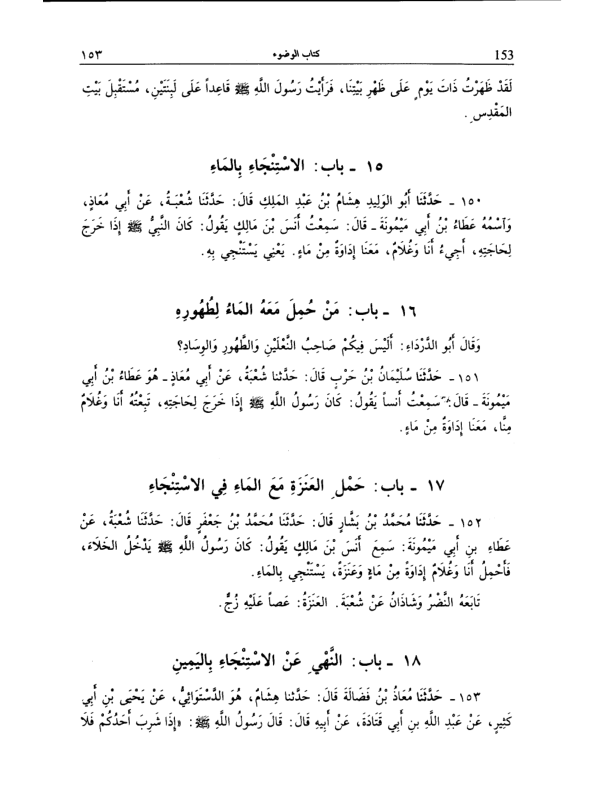 153 كتاب الوضوء ١٥٣
لَقَدْ ظَهَرْتُ ذَاتَ يَوْمٍ عَلَى ظَهْرِ بَيْتِنَا، فَرَأَيْتُ رَسُولَ اللَّهِ ﷺ قَاعِداً عَلَى لَبِنَتَيْنِ، مُسْتَقْبِلَ بَيْتِ
المَقْدِسِ.
١٥ - باب: الاسْتِنْجَاءِ بِالمَاءِ
١٥٠ - حَدَّثَنَا أَبُو الوَلِيدِ هِشَامُ بْنُ عَبْدِ المَلِكِ قَالَ: حَدَّثَنَا شُعْبَةُ، عَنْ أَبِي مُعَاذٍ،
وَاسْمُهُ عَطَاءُ بْنُ أَبِي مَيْمُونَةَ - قَالَ: سَمِعْتُ أَنَسَ بْنَ مَالِكٍ يَقُولُ: كَانَ النَّبِيُّ ﷺ إِذَا خَرَجَ
لِحَاجَتِهِ، أَجِيءُ أَنَا وَغُلَامٌ، مَعَنَا إِدَاوَةٌ مِنْ مَاءٍ. يَعْنِي يَسْتَنْجِي بِهِ.
١٦ - باب: مَنْ حُمِلَ مَعَهُ المَاءُ لِطُهُورِهِ
وَقَالَ أَبُو الدَّرْدَاءِ: أَلَيْسَ فِيكُمْ صَاحِبُ النَّعْلَيْنِ وَالطَّهُورِ وَالوِسَادِ؟
١٥١ - حَدَّثَنَا سُلَيْمَانُ بْنُ حَرْبٍ قَالَ: حَدَّثنا شُعْبَةُ، عَنْ أَبِي مُعَاذٍ - هُوَ عَطَاءُ بْنُ أَبِي
مَيْمُونَةَ - قَالَ: سَمِعْتُ أَنَساً يَقُولُ: كَانَ رَسُولُ اللَّهِ ﷺ إِذَا خَرَجَ لِحَاجَتِهِ، تَبِعْتُهُ أَنَا وَغُلَامٌ
مِنَّا، مَعَنَا إِدَاوَةٌ مِنْ مَاءٍ.
١٧ - باب: حَمْلِ العَنَزَةِ مَعَ المَاءِ فِي الاسْتِنْجَاءِ
١٥٢ - حَدَّثَنَا مُحَمَّدُ بْنُ بَشَّارٍ قَالَ: حَدَّثَنَا مُحَمَّدُ بْنُ جَعْفَرٍ قَالَ: حَدَّثَنَا شُعْبَةُ، عَنْ
عَطَاءِ بنِ أَبِي مَيْمُونَةَ: سَمِعَ أَنَسَ بْنَ مَالِكٍ يَقُولُ: كَانَ رَسُولُ اللَّهِ ﷺ يَدْخُلُ الخَلَاءَ،
فَأَحْمِلُ أَنَا وَغُلَامٌ إِدَاوَةً مِنْ مَاءٍ وَعَنَزَةً، يَسْتَنْجِي بِالمَاءِ.
تَابَعَهُ النَّضْرُ وَشَاذَانُ عَنْ شُعْبَةَ. العَنَزَةُ: عَصاً عَلَيْهِ زُجٌّ.
١٨ - باب: النَّهْيِ عَنْ الاسْتِنْجَاءِ بِاليَمِينِ
١٥٣ - حَدَّثَنَا مُعَاذُ بْنُ فَضَالَةَ قَالَ: حَدَّثنا هِشَامٌ، هُوَ الدَّسْتَوَائِيُّ، عَنْ يَحْيَى بْنِ أَبِي
كَثِيرٍ، عَنْ عَبْدِ اللَّهِ بنِ أَبِي قَتَادَةَ، عَنْ أَبِيهِ قَالَ: قَالَ رَسُولُ اللَّهِ ﷺ: «إِذَا شَرِبَ أَحَدُكُمْ فَلَا